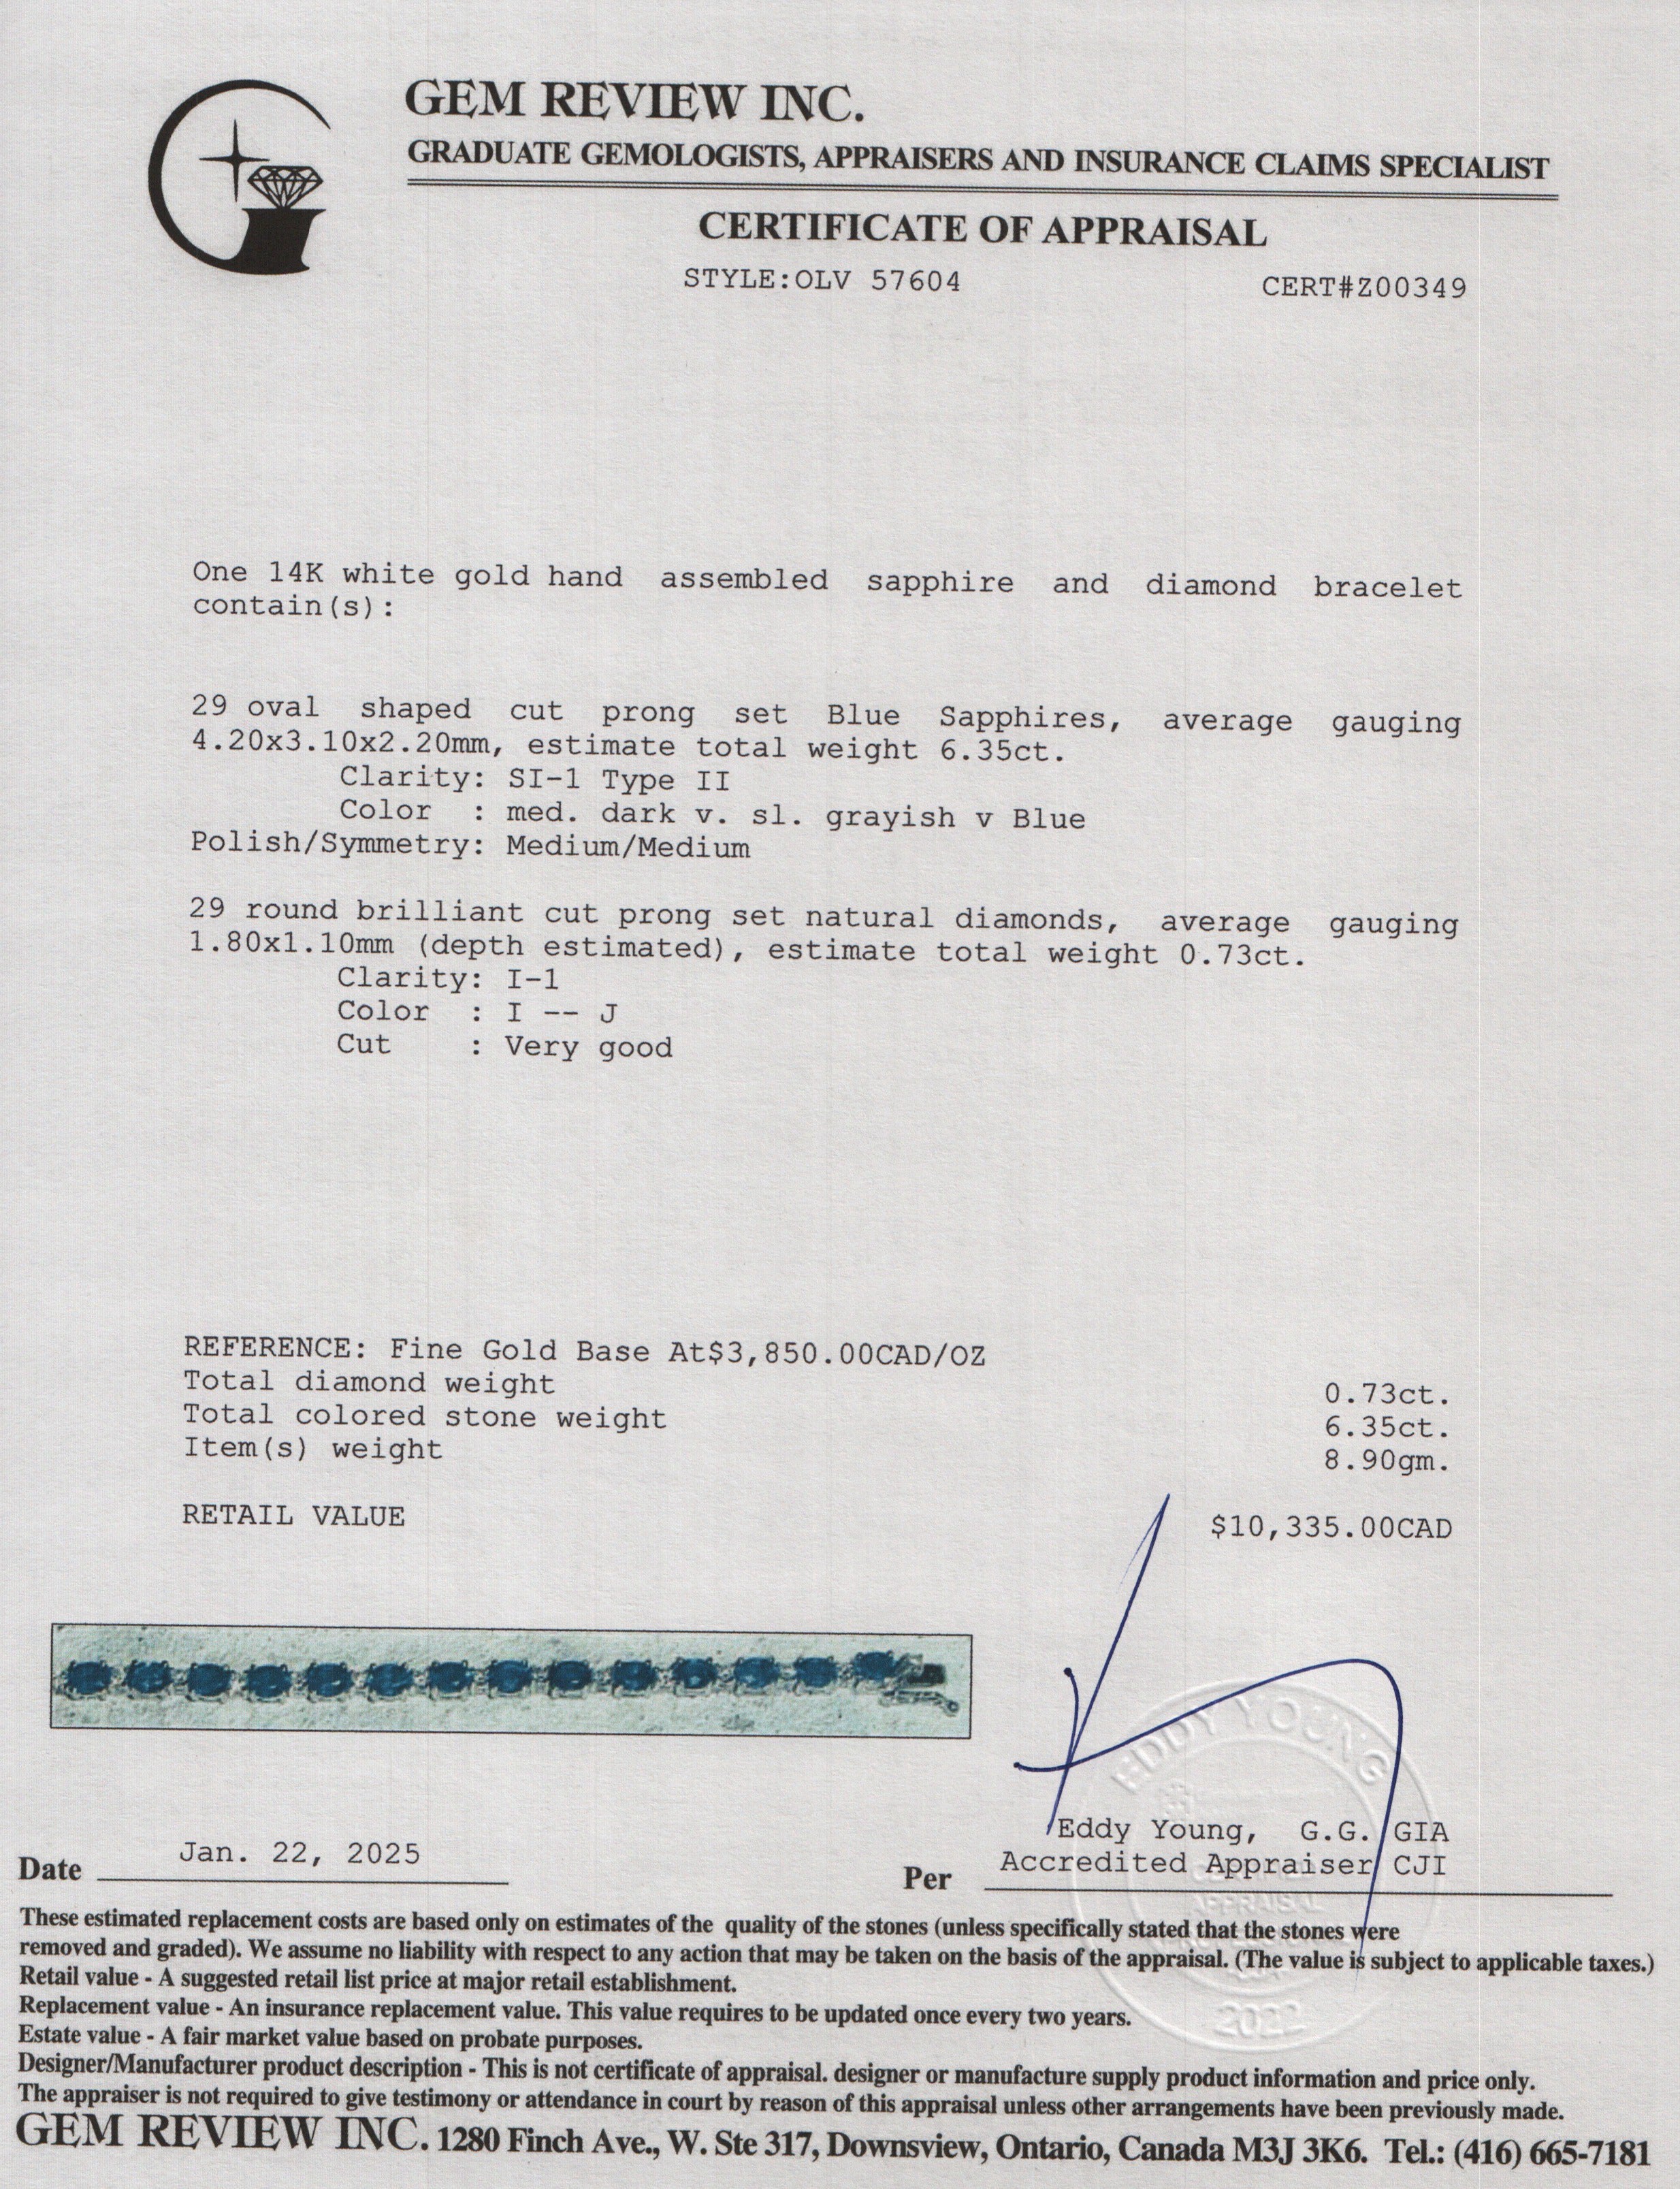 GEM REVIEW INC.
GRADUATE GEMOLOGISTS, APPRAISERS AND INSURANCE CLAIMS SPECIALIST
CERTIFICATE OF APPRAISAL
STYLE:OLV 57604 CERT#Z00349
One 14K white gold hand assembled sapphire and diamond bracelet
contain(s):
29 oval shaped cut prong set Blue Sapphires, average gauging
4.20x3.10x2.20mm, estimate total weight 6.35ct.
Clarity: SI-1 Type II
Color : med. dark v. sl. grayish v Blue
Polish/Symmetry: Medium/Medium
29 round brilliant cut prong set natural diamonds, average gauging
1.80x1.10mm (depth estimated), estimate total weight 0.73ct.
Clarity: I-1
Color : I -- J
Cut : Very good
REFERENCE: Fine Gold Base At$3,850.00CAD/OZ
Total diamond weight 0.73ct.
Total colored stone weight 6.35ct.
Item(s) weight 8.90gm.
RETAIL VALUE $10,335.00CAD
EDDY YOUNG
Eddy Young, G.G. GIA
Date Jan. 22, 2025 Per Accredited Appraiser CJI
APPRAISAL
These estimated replacement costs are based only on estimates of the quality of the stones (unless specifically stated that the stones were
removed and graded). We assume no liability with respect to any action that may be taken on the basis of the appraisal. (The value is subject to applicable taxes.)
Retail value - A suggested retail list price at major retail establishment.
Replacement value - An insurance replacement value. This value requires to be updated once every two years.
2022
Estate value - A fair market value based on probate purposes.
Designer/Manufacturer product description - This is not certificate of appraisal. designer or manufacture supply product information and price only.
The appraiser is not required to give testimony or attendance in court by reason of this appraisal unless other arrangements have been previously made.
GEM REVIEW INC. 1280 Finch Ave., W. Ste 317, Downsview, Ontario, Canada M3J 3K6. Tel.: (416) 665-7181